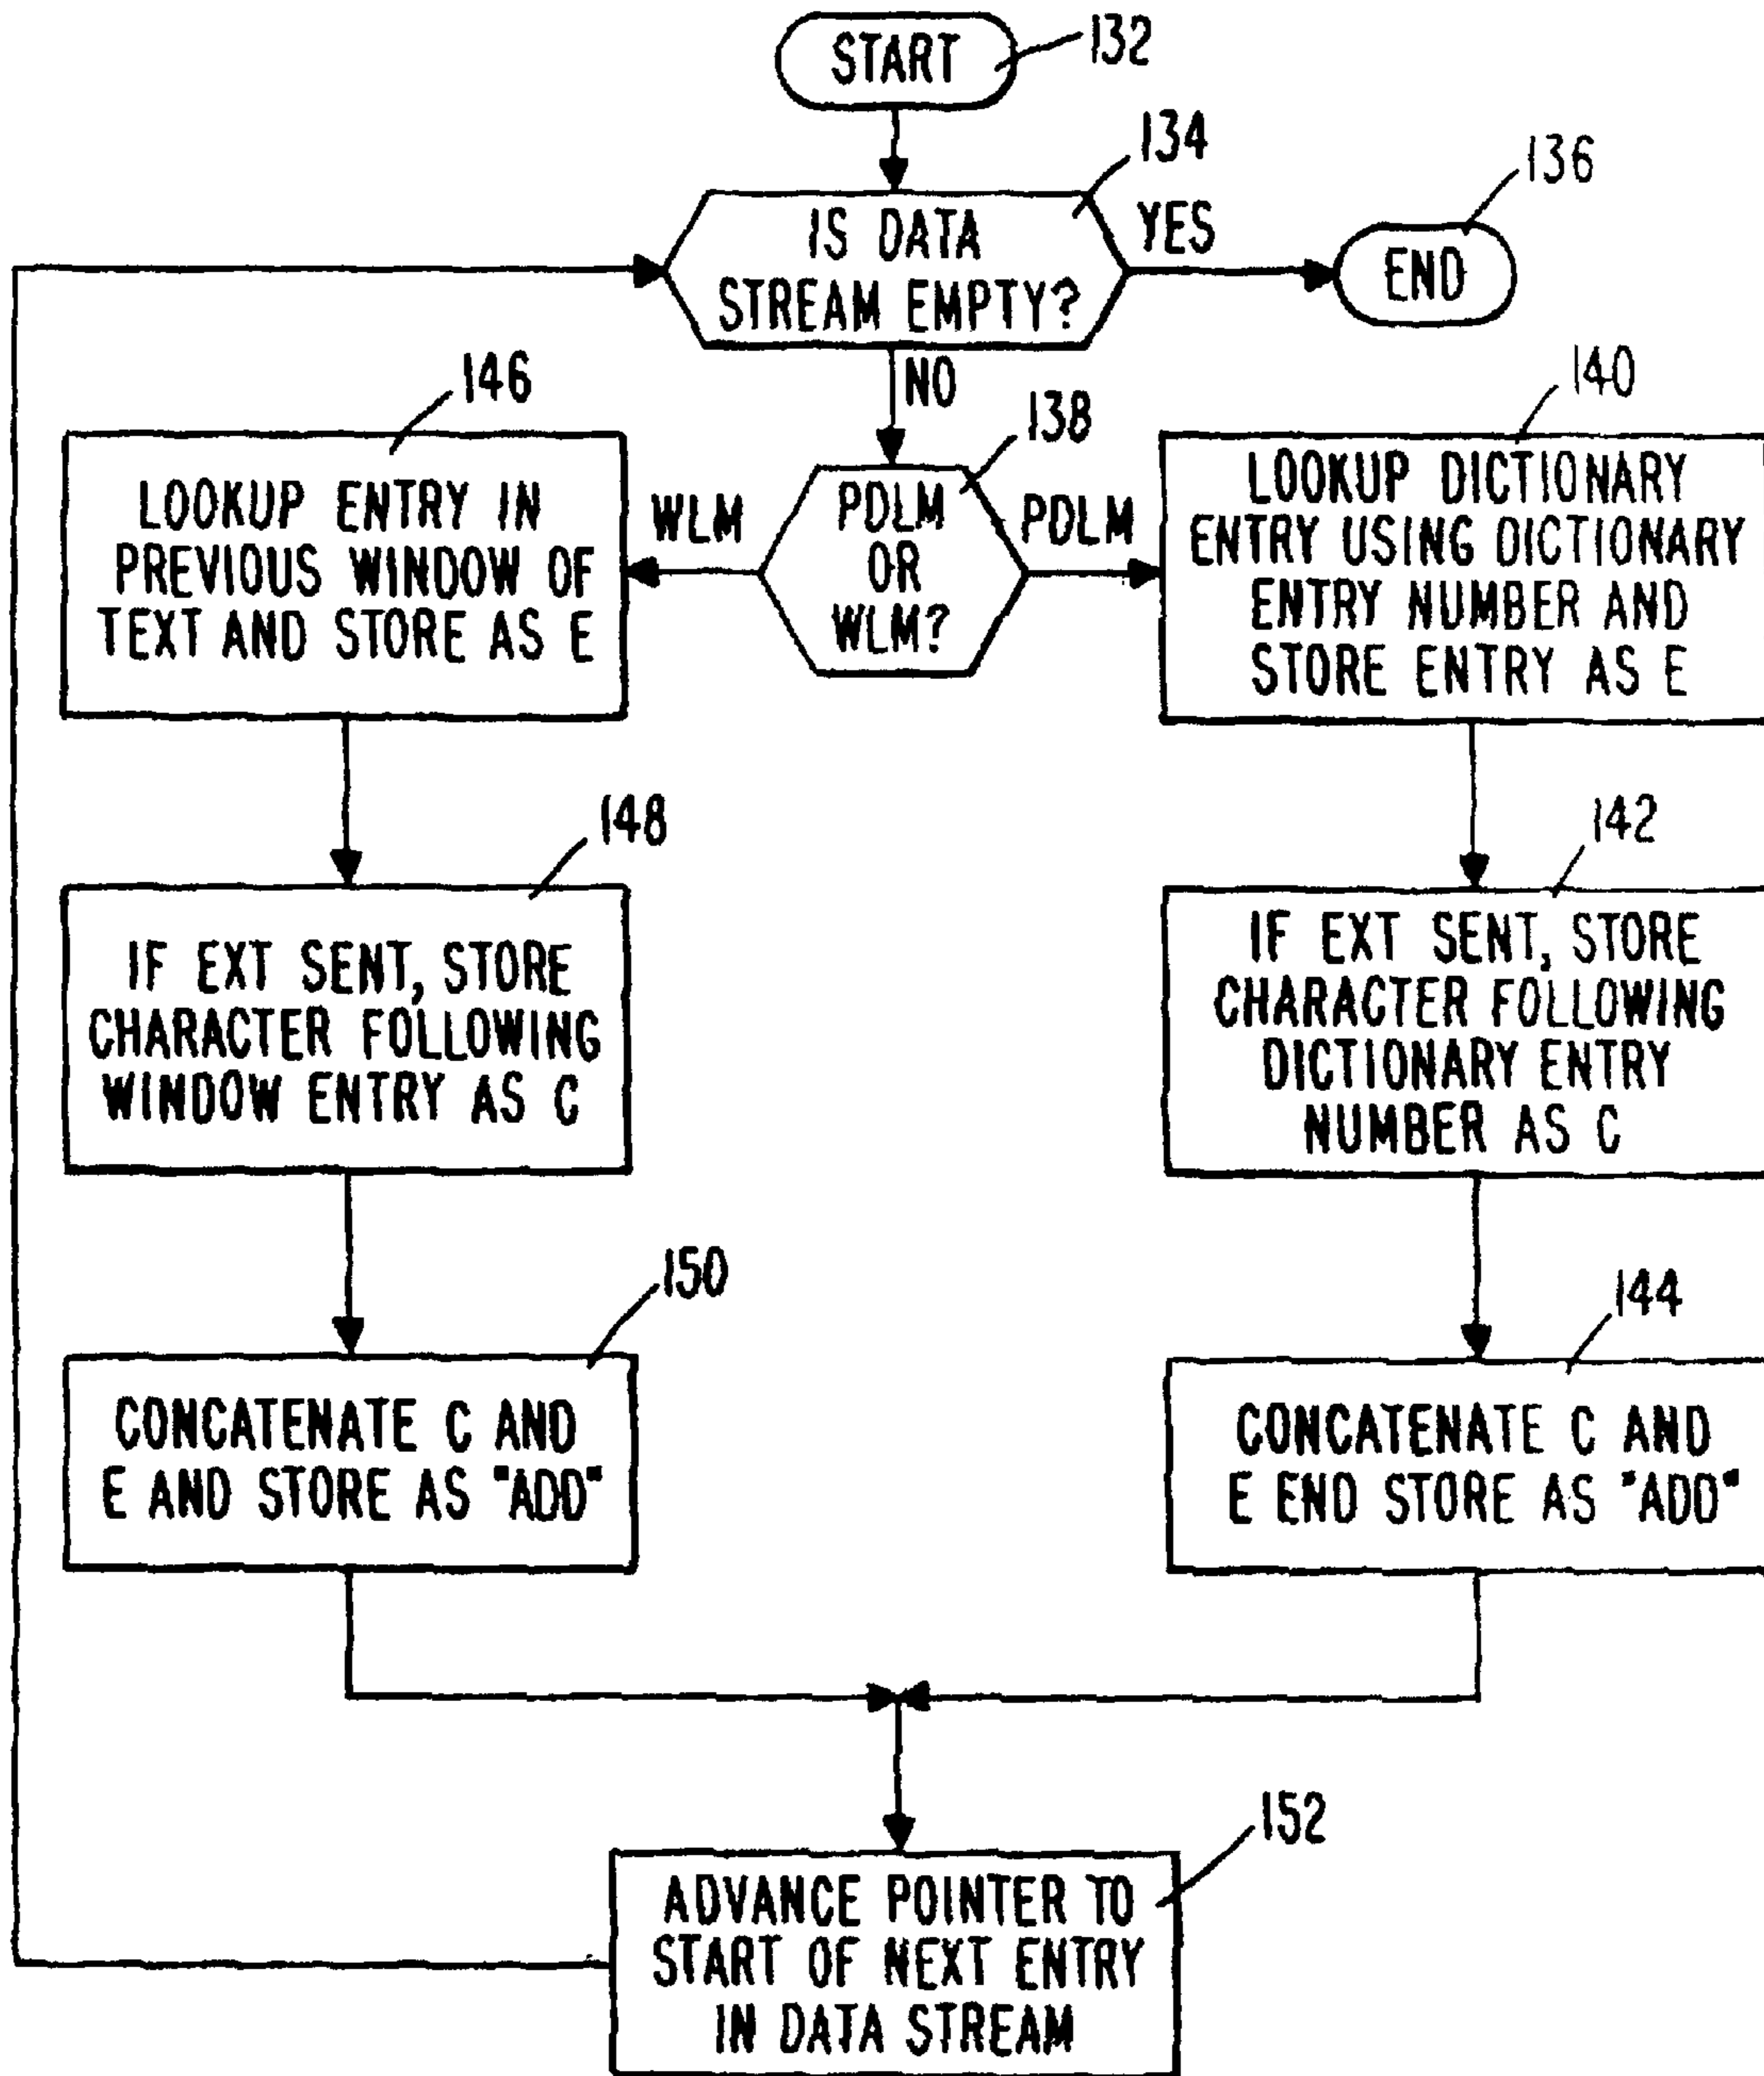 START
132
134
136
IS DATA
STREAM EMPTY?
YES
END
NO
146
138
140
LOOKUP ENTRY IN
PREVIOUS WINDOW OF
TEXT AND STORE AS E
WLM
PDLM
OR
WLM?
PDLM
LOOKUP DICTIONARY
ENTRY USING DICTIONARY
ENTRY NUMBER AND
STORE ENTRY AS E
148
142
IF EXT SENT, STORE
CHARACTER FOLLOWING
WINDOW ENTRY AS C
IF EXT SENT, STORE
CHARACTER FOLLOWING
DICTIONARY ENTRY
NUMBER AS C
150
144
CONCATENATE C AND
E AND STORE AS "ADD"
CONCATENATE C AND
E END STORE AS "ADD"
152
ADVANCE POINTER TO
START OF NEXT ENTRY
IN DATA STREAM